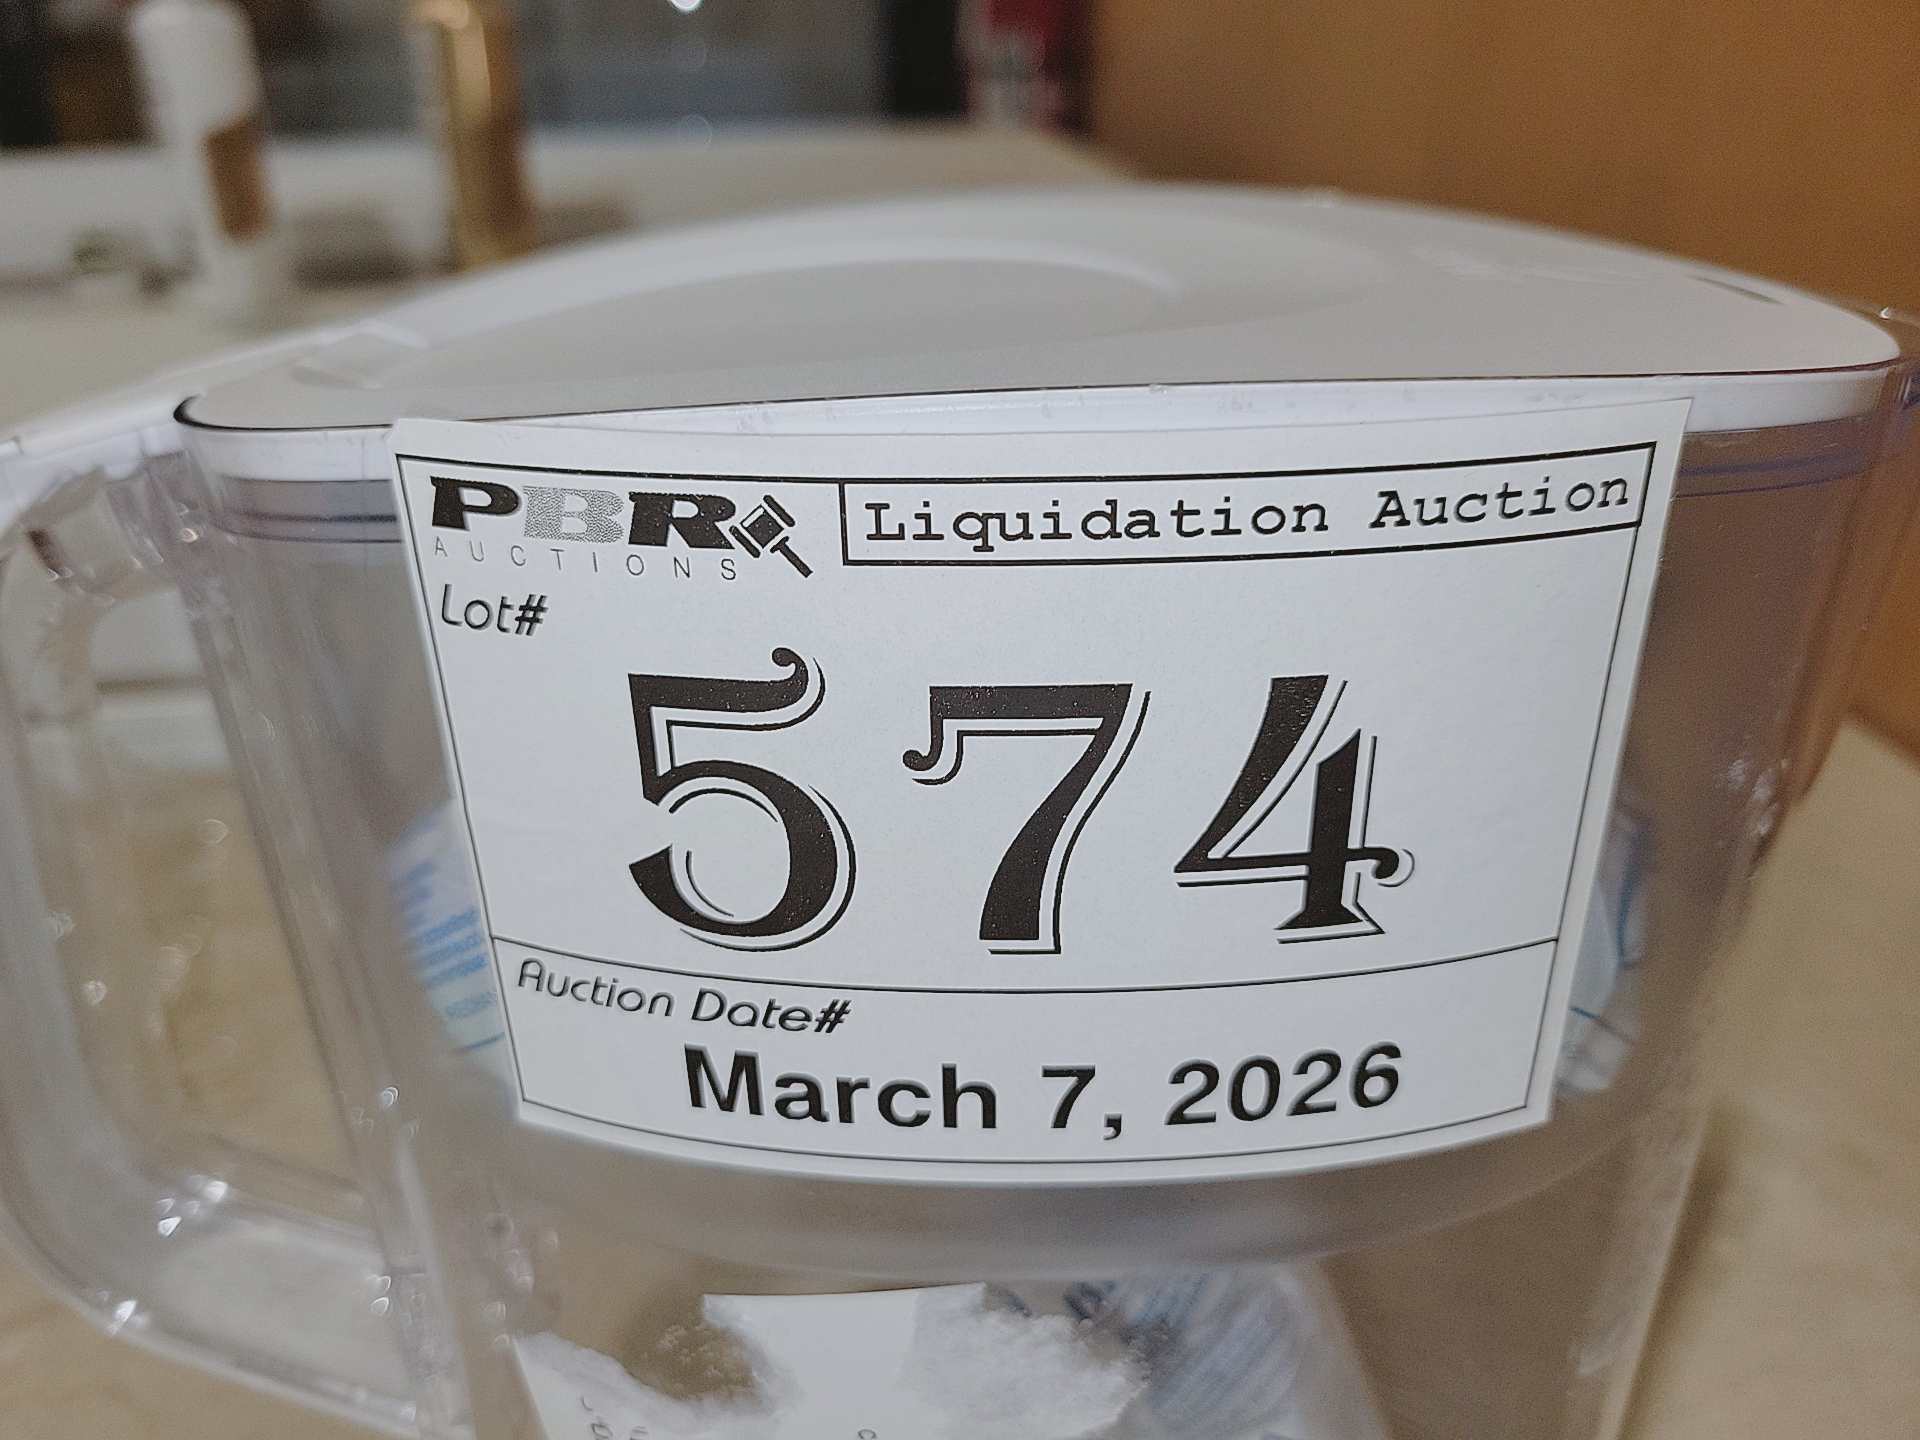 PBR
AUCTIONS
Liquidation Auction
Lot#
574
Auction Date#
March 7, 2026